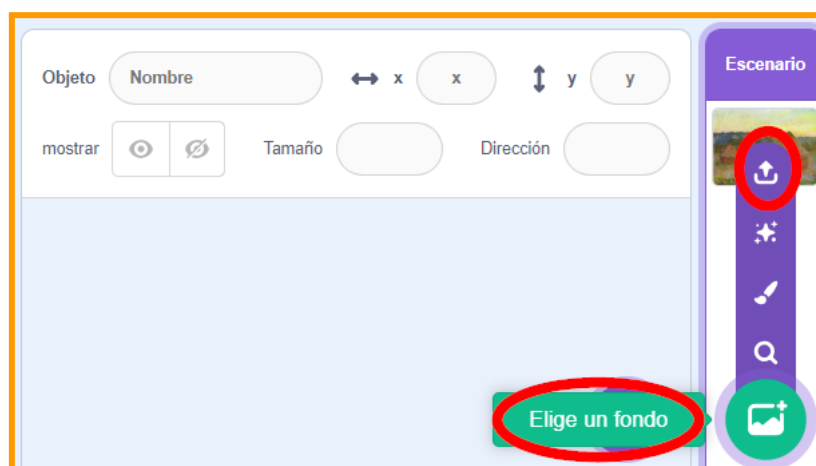 Objeto Nombre x x y y
Escenario
mostrar Tamaño Dirección
Elige un fondo